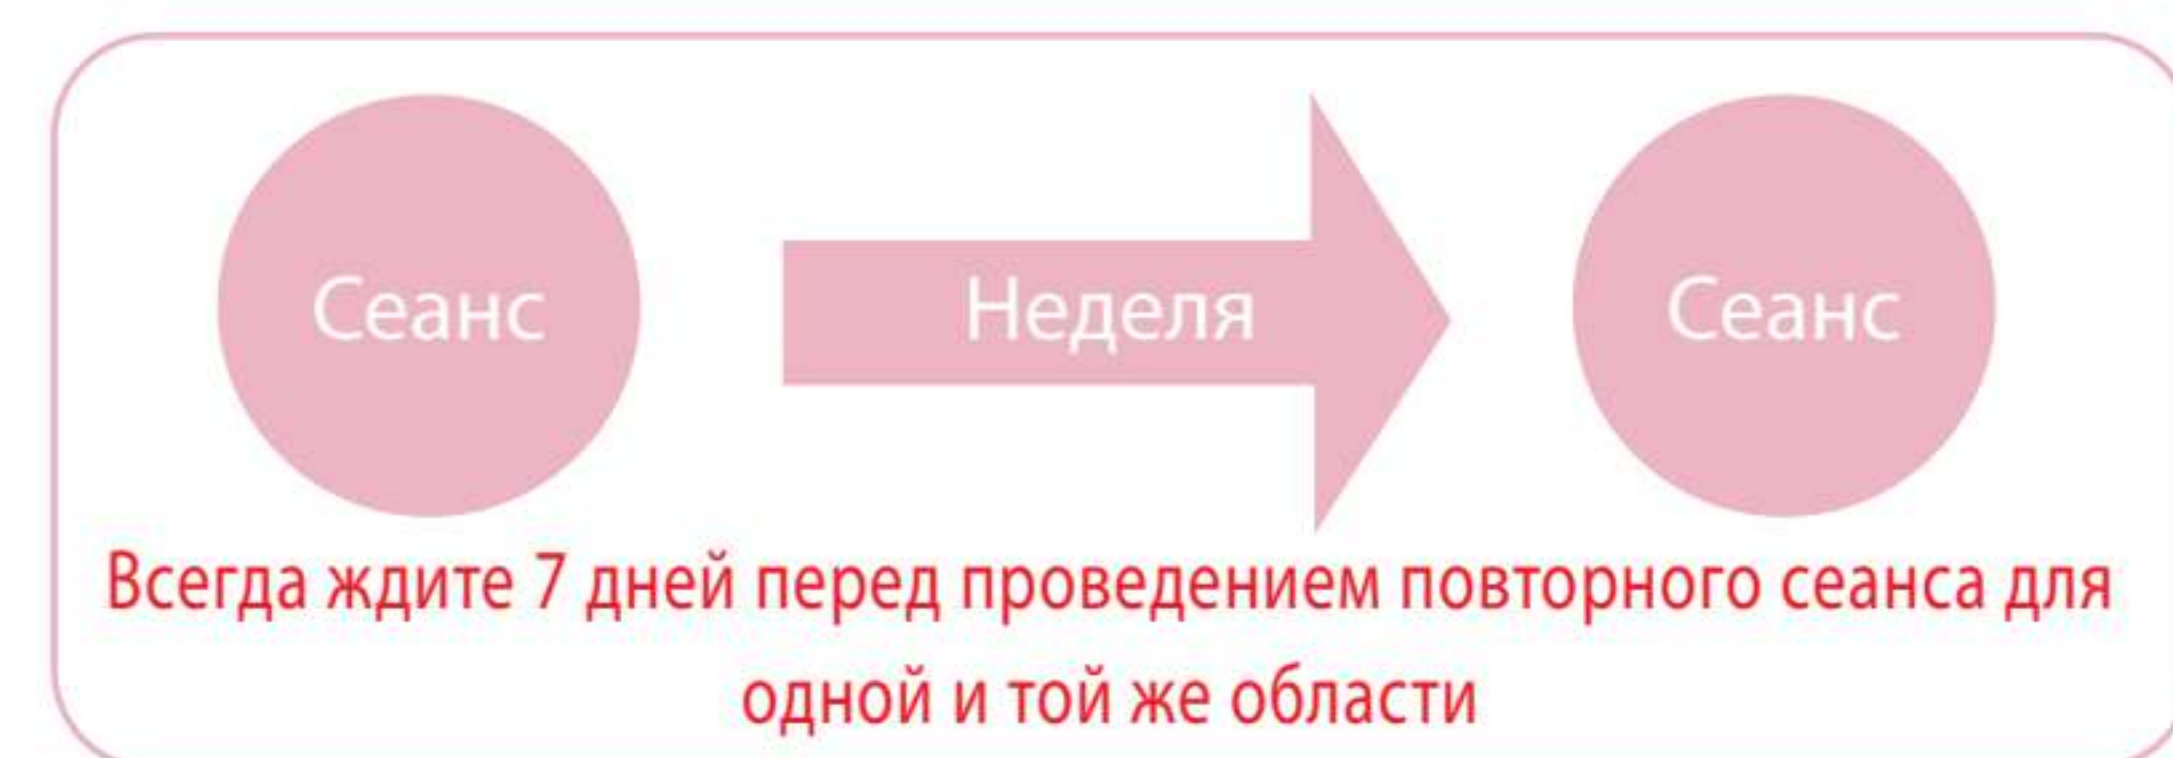 Сеанс
Неделя
Сеанс
Всегда ждите 7 дней перед проведением повторного сеанса для
одной и той же области